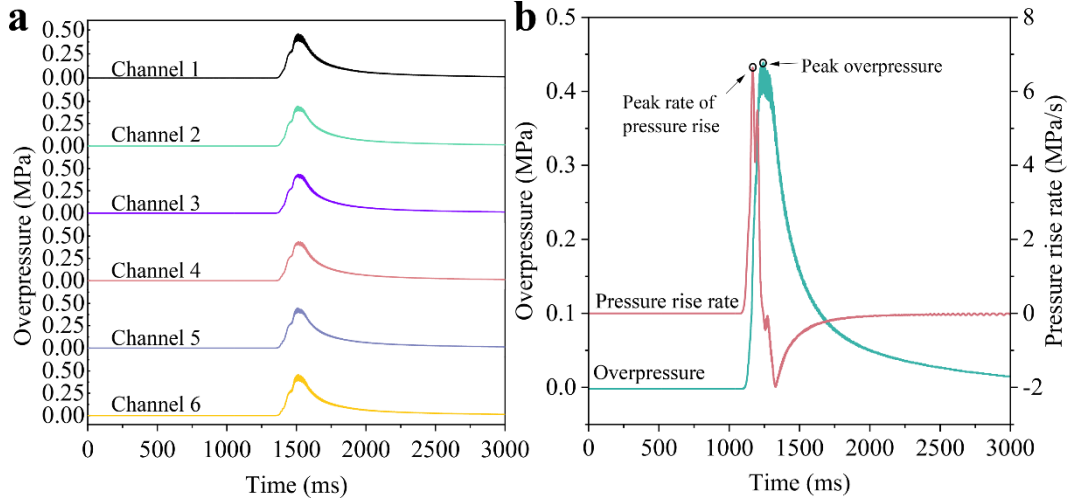 a
Overpressure (MPa)
0.50
0.25
0.00
Channel 1
0.50
0.25
0.00
Channel 2
0.50
0.25
0.00
Channel 3
0.50
0.25
0.00
Channel 4
0.50
0.25
0.00
Channel 5
0.50
0.25
0.00
Channel 6
0 500 1000 1500 2000 2500 3000
Time (ms)
b
Overpressure (MPa)
0.5
0.4
0.3
0.2
0.1
0.0
Peak overpressure
Peak rate of
pressure rise
Pressure rise rate
Overpressure
8
6
4
2
0
-2
Pressure rise rate (MPa/s)
0 500 1000 1500 2000 2500 3000
Time (ms)